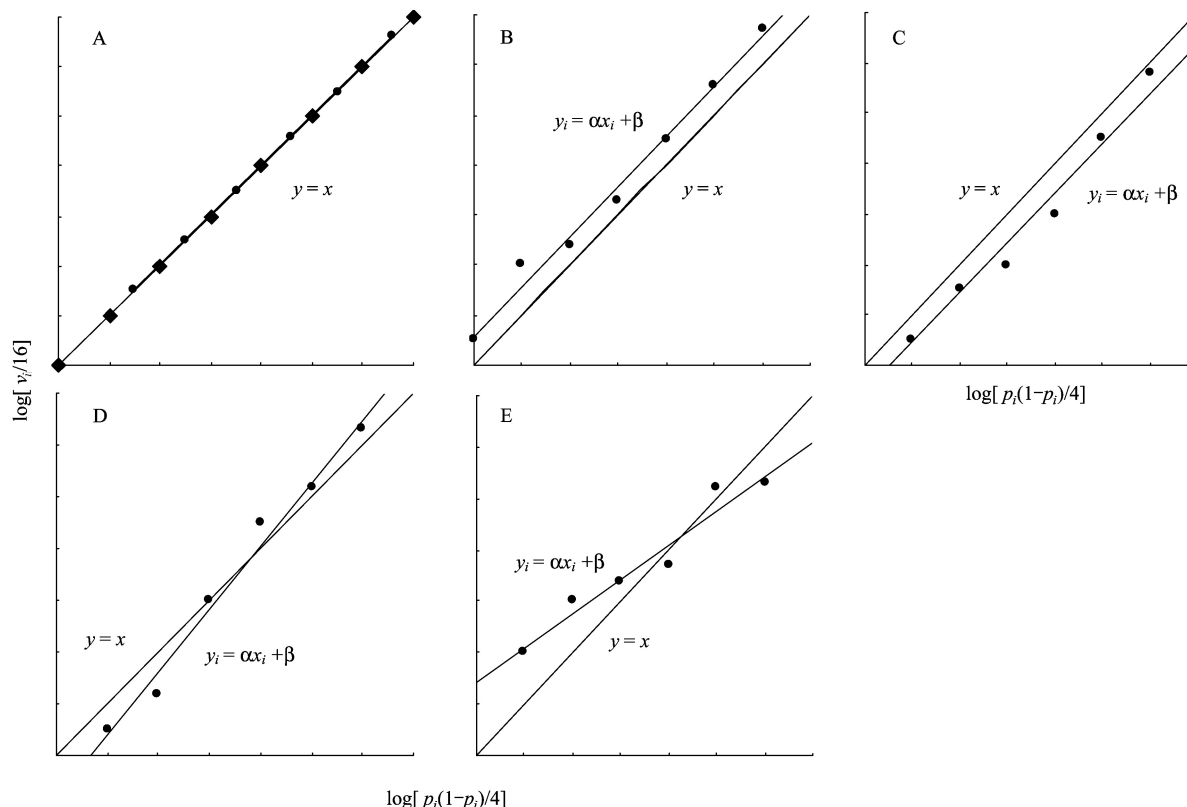 A
y = x
log[ vᵢ/16]
B
yᵢ = αxᵢ +β
y = x
C
y = x
yᵢ = αxᵢ +β
log[ pᵢ(1−pᵢ)/4]
D
y = x
yᵢ = αxᵢ +β
E
yᵢ = αxᵢ +β
y = x
log[ pᵢ(1−pᵢ)/4]